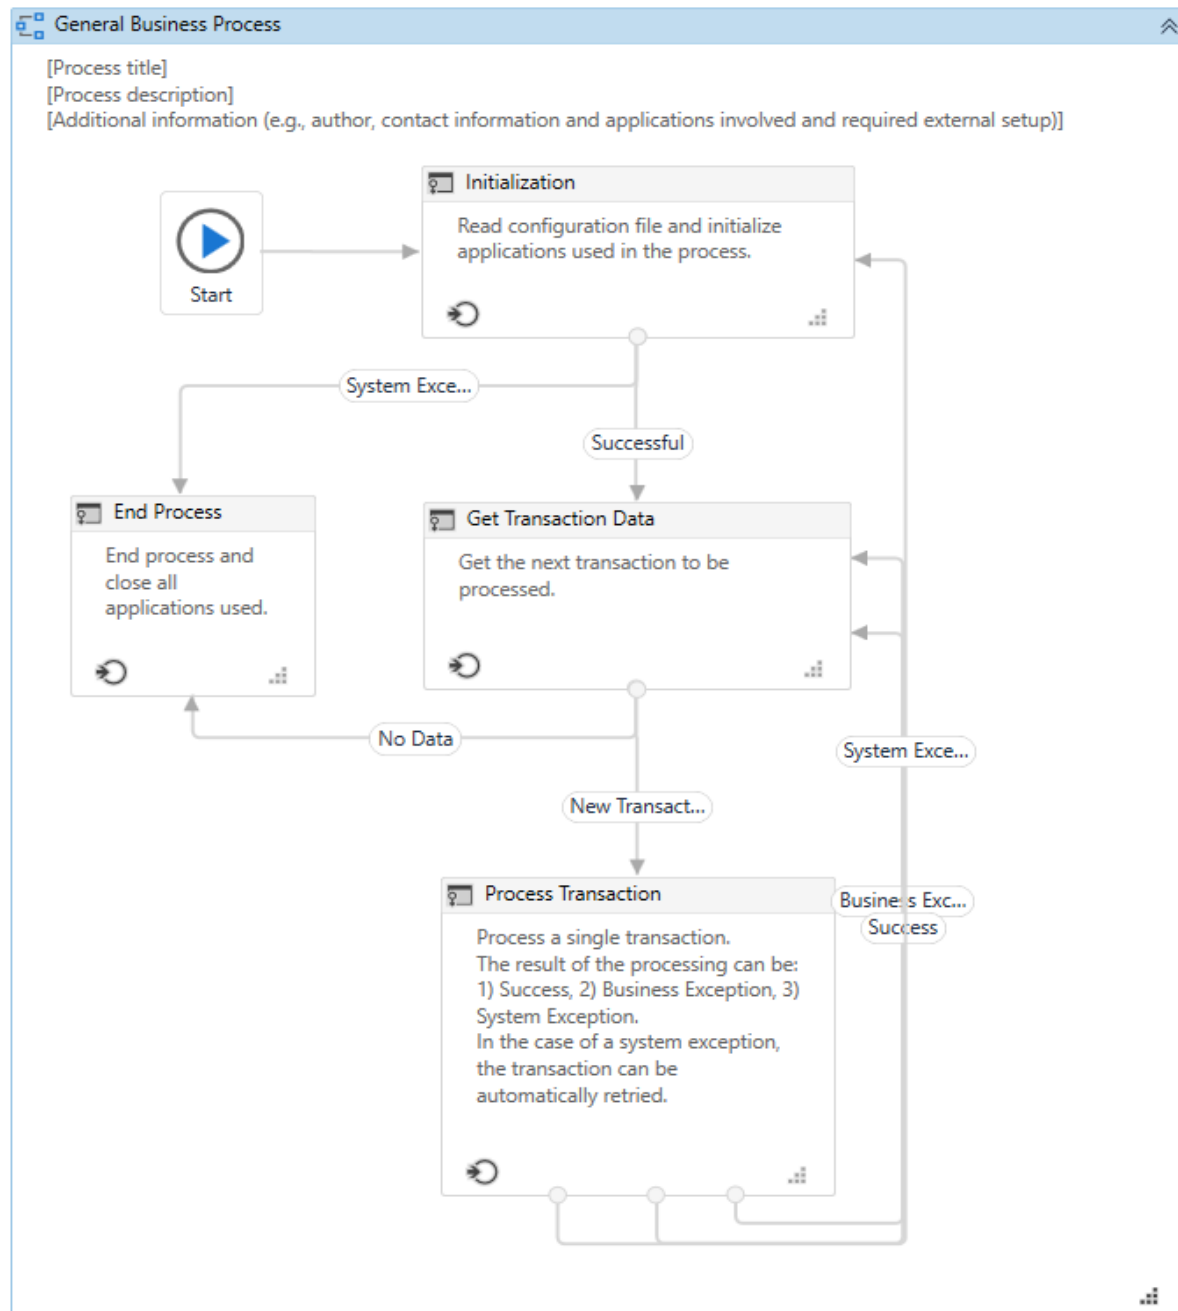 General Business Process
[Process title]
[Process description]
[Additional information (e.g., author, contact information and applications involved and required external setup)]
Initialization
Read configuration file and initialize
applications used in the process.
Start
System Exce...
Successful
End Process
End process and
close all
applications used.
Get Transaction Data
Get the next transaction to be
processed.
No Data
System Exce...
New Transact...
Process Transaction
Process a single transaction.
The result of the processing can be:
1) Success, 2) Business Exception, 3)
System Exception.
In the case of a system exception,
the transaction can be
automatically retried.
Business Exc...
Success